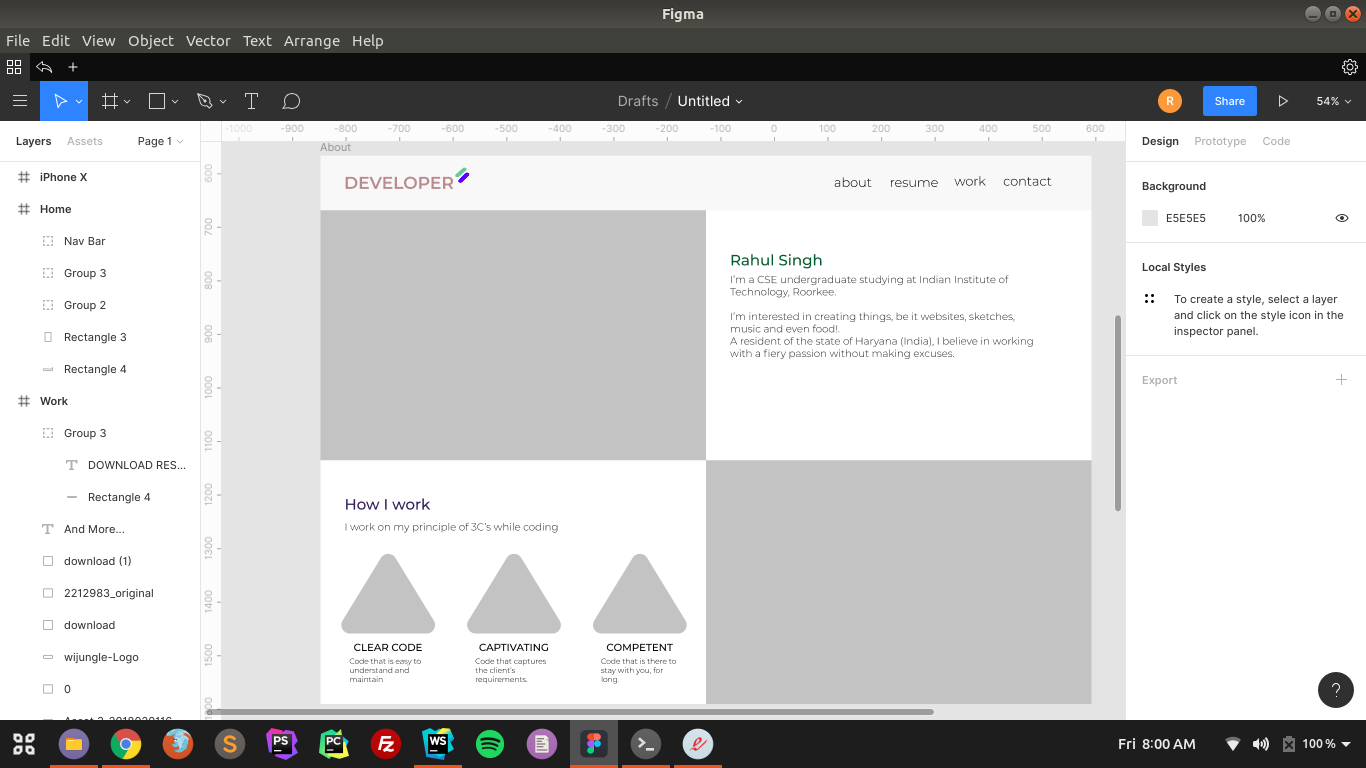 Figma
File Edit View Object Vector Text Arrange Help
Drafts / Untitled
R
Share
54%
Layers Assets Page 1
iPhone X
Home
Nav Bar
Group 3
Group 2
Rectangle 3
Rectangle 4
Work
Group 3
DOWNLOAD RES...
Rectangle 4
And More...
download (1)
2212983_original
download
wijungle-Logo
0
-1000 -900 -800 -700 -600 -500 -400 -300 -200 -100 0 100 200 300 400 500 600
600
700
800
900
1000
1100
1200
1300
1400
1500
About
DEVELOPER
about resume work contact
Rahul Singh
I'm a CSE undergraduate studying at Indian Institute of
Technology, Roorkee.
I'm interested in creating things, be it websites, sketches,
music and even food!.
A resident of the state of Haryana (India), I believe in working
with a fiery passion without making excuses.
How I work
I work on my principle of 3C's while coding
CLEAR CODE
Code that is easy to
understand and
maintain
CAPTIVATING
Code that captures
the client's
requirements.
COMPETENT
Code that is there to
stay with you, for
long.
Design Prototype Code
Background
E5E5E5 100%
Local Styles
To create a style, select a layer
and click on the style icon in the
inspector panel.
Export
?
S
PS
PC
FZ
WS
Fri 8:00 AM
100 %